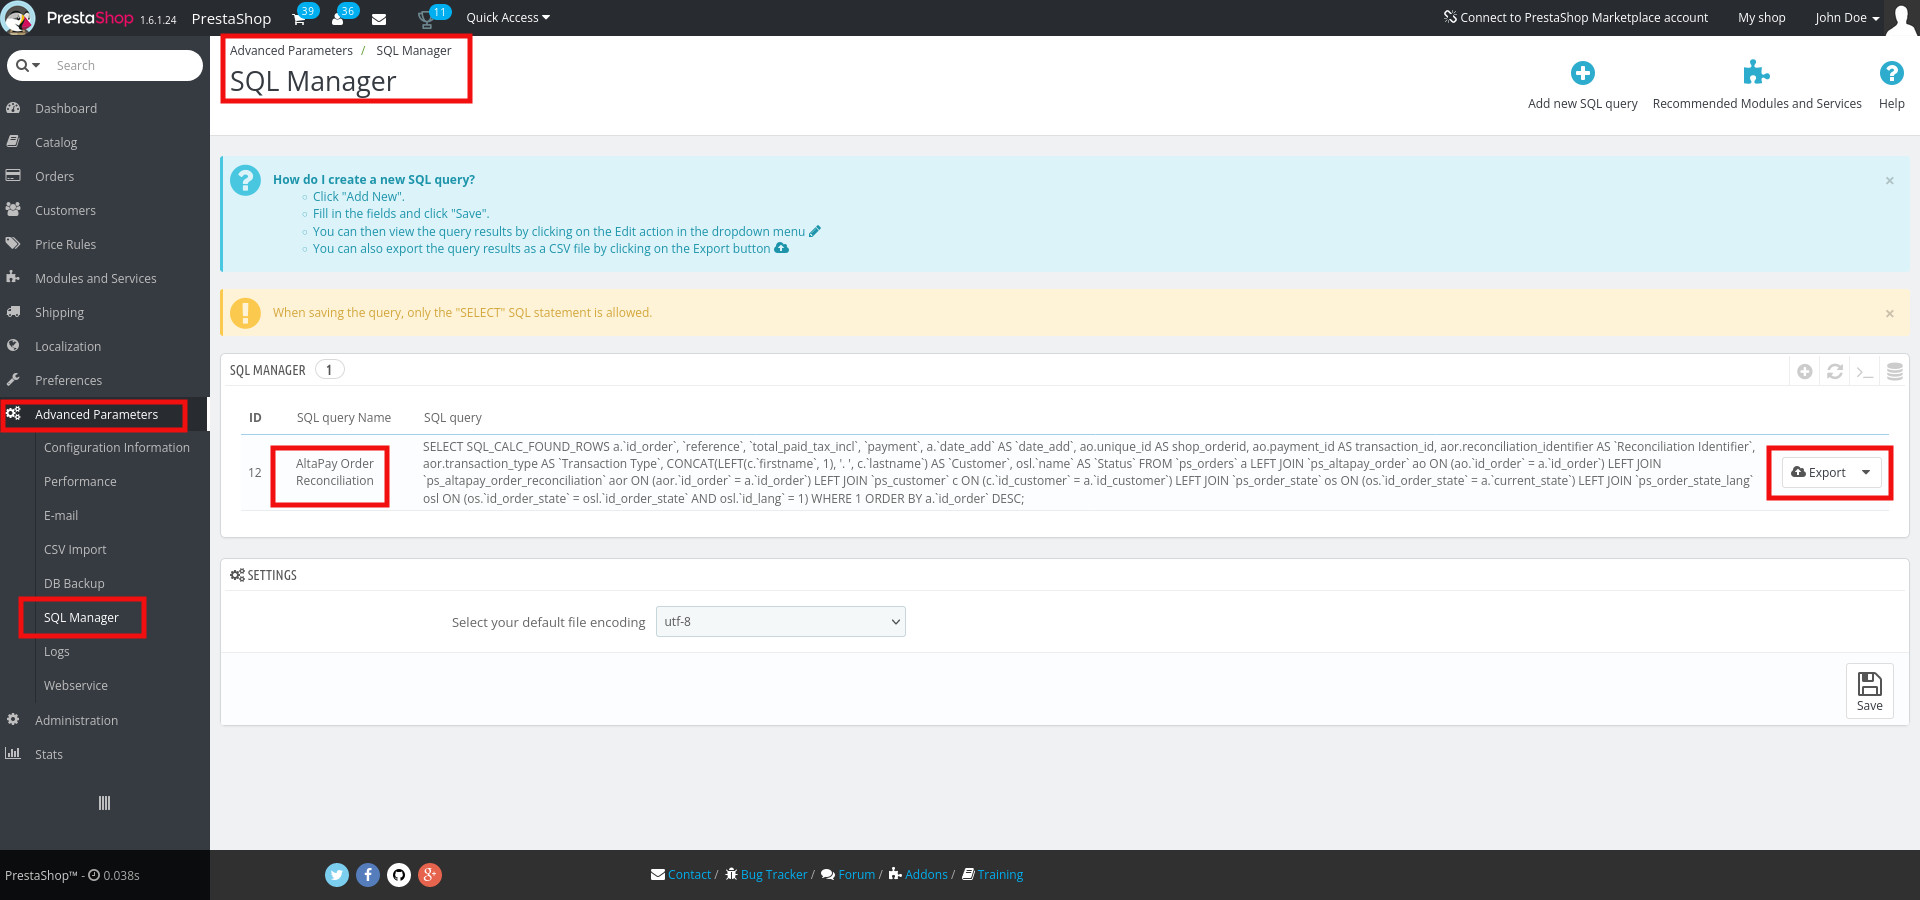 PrestaShop 1.6.1.24 PrestaShop 39 36 11 Quick Access Connect to PrestaShop Marketplace account My shop John Doe
Search
Dashboard
Catalog
Orders
Customers
Price Rules
Modules and Services
Shipping
Localization
Preferences
Advanced Parameters
Configuration Information
Performance
E-mail
CSV Import
DB Backup
SQL Manager
Logs
Webservice
Administration
Stats
PrestaShop™ - 0.038s
Advanced Parameters / SQL Manager
SQL Manager
Add new SQL query Recommended Modules and Services Help
How do I create a new SQL query?
Click "Add New".
Fill in the fields and click "Save".
You can then view the query results by clicking on the Edit action in the dropdown menu
You can also export the query results as a CSV file by clicking on the Export button
When saving the query, only the "SELECT" SQL statement is allowed.
SQL MANAGER 1
ID SQL query Name SQL query
12
AltaPay Order
Reconciliation
SELECT SQL_CALC_FOUND_ROWS a.`id_order`, `reference`, `total_paid_tax_incl`, `payment`, a.`date_add` AS `date_add`, ao.unique_id AS shop_orderid, ao.payment_id AS transaction_id, aor.reconciliation_identifier AS `Reconciliation Identifier`,
aor.transaction_type AS `Transaction Type`, CONCAT(LEFT(c.`firstname`, 1), '. ', c.`lastname`) AS `Customer`, osl.`name` AS `Status` FROM `ps_orders` a LEFT JOIN `ps_altapay_order` ao ON (ao.`id_order` = a.`id_order`) LEFT JOIN
`ps_altapay_order_reconciliation` aor ON (aor.`id_order` = a.`id_order`) LEFT JOIN `ps_customer` c ON (c.`id_customer` = a.`id_customer`) LEFT JOIN `ps_order_state` os ON (os.`id_order_state` = a.`current_state`) LEFT JOIN `ps_order_state_lang`
osl ON (os.`id_order_state` = osl.`id_order_state` AND osl.`id_lang` = 1) WHERE 1 ORDER BY a.`id_order` DESC;
Export
SETTINGS
Select your default file encoding utf-8
Save
Contact / Bug Tracker / Forum / Addons / Training